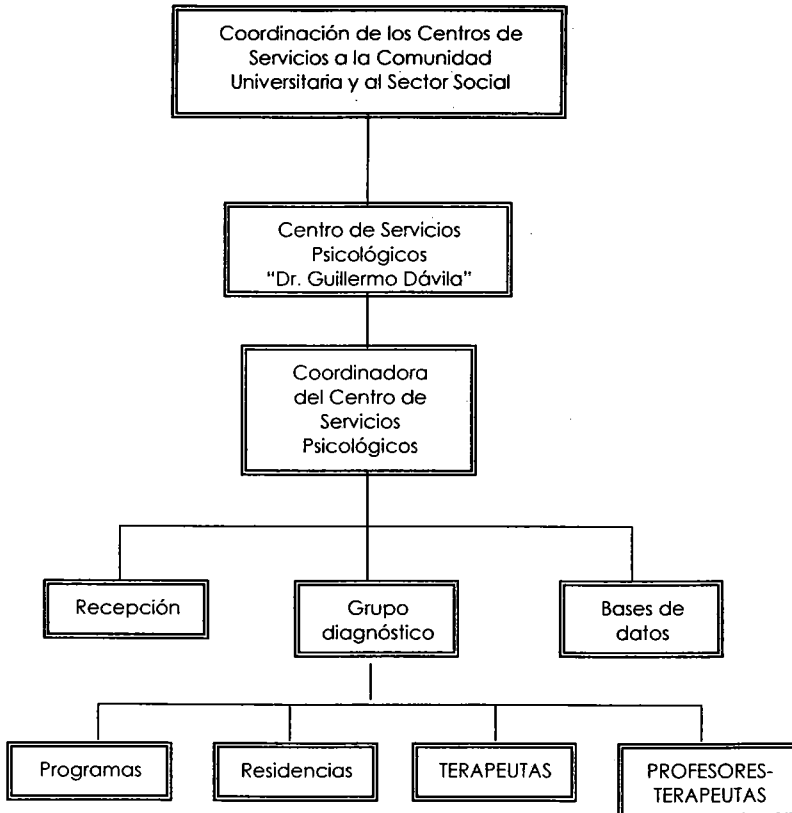 Coordinación de los Centros de
Servicios a la Comunidad
Universitaria y al Sector Social
Centro de Servicios
Psicológicos
“Dr. Guillermo Dávila”
Coordinadora
del Centro de
Servicios
Psicológicos
Recepción
Grupo
diagnóstico
Bases de
datos
Programas
Residencias
TERAPEUTAS
PROFESORES-
TERAPEUTAS